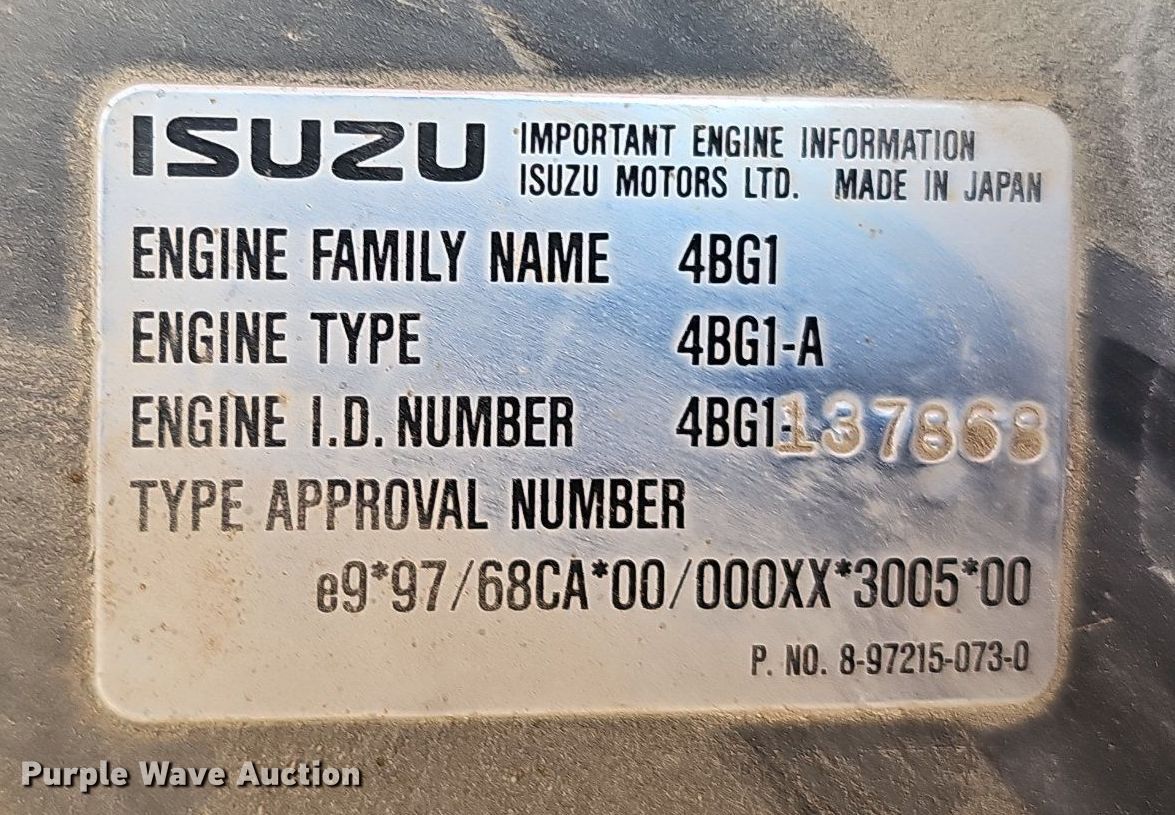 ISUZU IMPORTANT ENGINE INFORMATION
ISUZU MOTORS LTD. MADE IN JAPAN
ENGINE FAMILY NAME 4BG1
ENGINE TYPE 4BG1-A
ENGINE I.D. NUMBER 4BG1-137868
TYPE APPROVAL NUMBER
e9*97/68CA*00/000XX*3005*00
P. NO. 8-97215-073-0
Purple Wave Auction